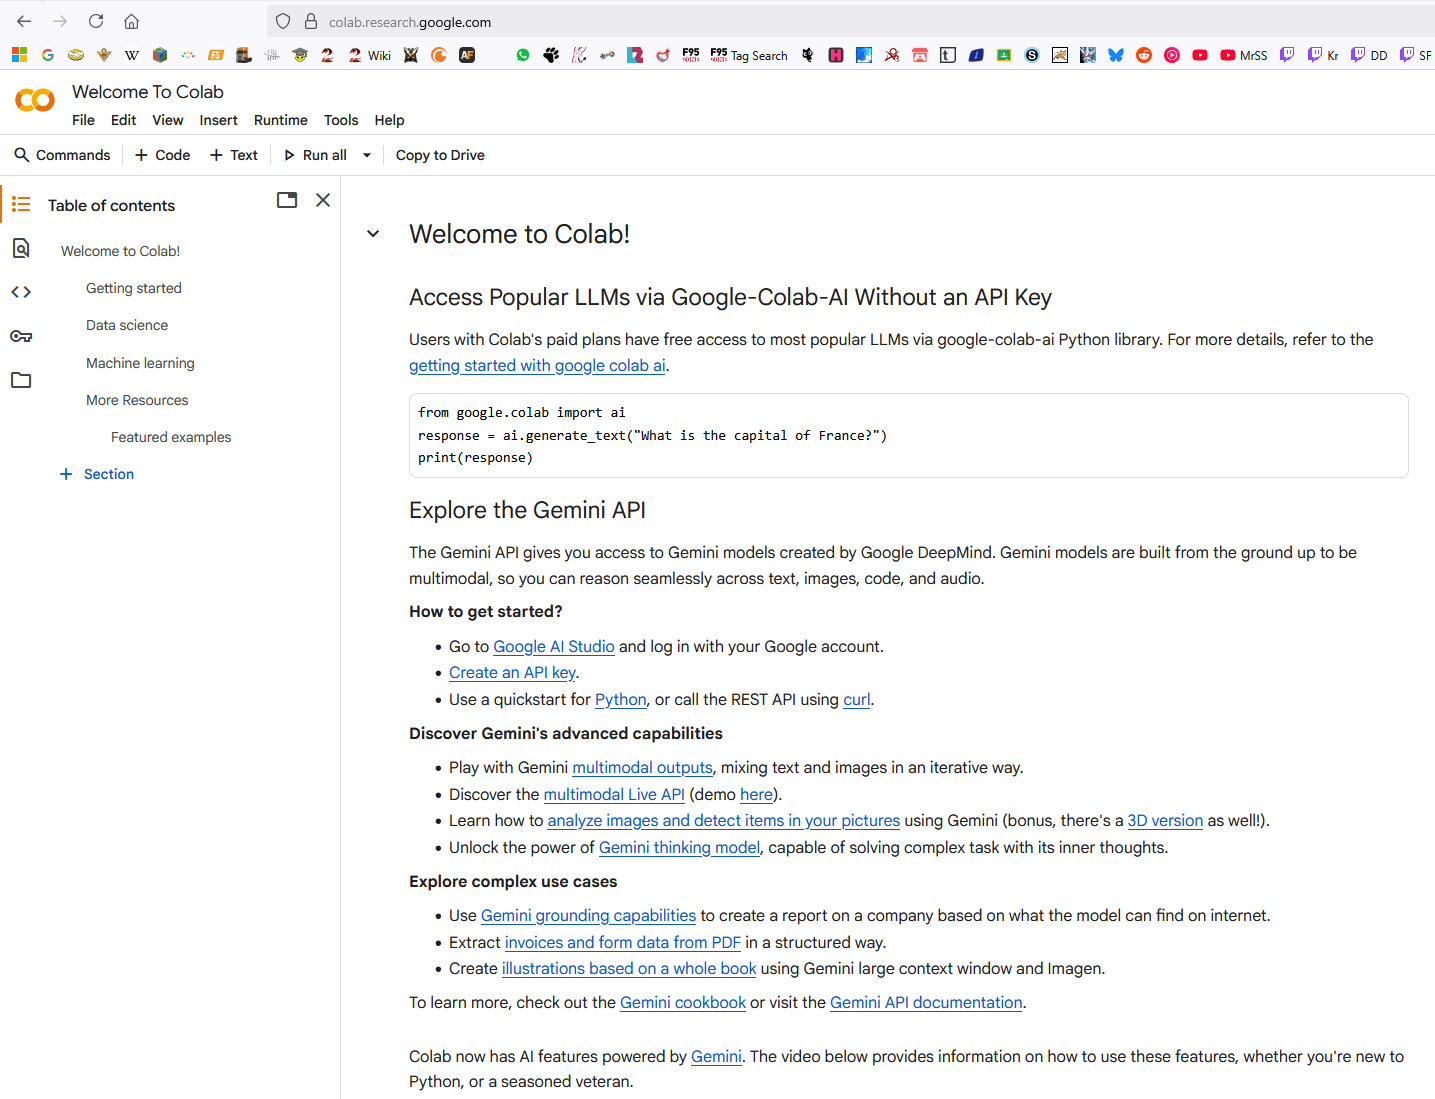 colab.research.google.com
Wiki
F95
F95 Tag Search
MrSS
Kr
DD
SF
Welcome To Colab
File Edit View Insert Runtime Tools Help
Commands + Code + Text Run all Copy to Drive
Table of contents
Welcome to Colab!
Getting started
Data science
Machine learning
More Resources
Featured examples
+ Section
Welcome to Colab!
Access Popular LLMs via Google-Colab-AI Without an API Key
Users with Colab's paid plans have free access to most popular LLMs via google-colab-ai Python library. For more details, refer to the
getting started with google colab ai.
from google.colab import ai
response = ai.generate_text("What is the capital of France?")
print(response)
Explore the Gemini API
The Gemini API gives you access to Gemini models created by Google DeepMind. Gemini models are built from the ground up to be
multimodal, so you can reason seamlessly across text, images, code, and audio.
How to get started?
• Go to Google AI Studio and log in with your Google account.
• Create an API key.
• Use a quickstart for Python, or call the REST API using curl.
Discover Gemini's advanced capabilities
• Play with Gemini multimodal outputs, mixing text and images in an iterative way.
• Discover the multimodal Live API (demo here).
• Learn how to analyze images and detect items in your pictures using Gemini (bonus, there's a 3D version as well!).
• Unlock the power of Gemini thinking model, capable of solving complex task with its inner thoughts.
Explore complex use cases
• Use Gemini grounding capabilities to create a report on a company based on what the model can find on internet.
• Extract invoices and form data from PDF in a structured way.
• Create illustrations based on a whole book using Gemini large context window and Imagen.
To learn more, check out the Gemini cookbook or visit the Gemini API documentation.
Colab now has AI features powered by Gemini. The video below provides information on how to use these features, whether you're new to
Python, or a seasoned veteran.